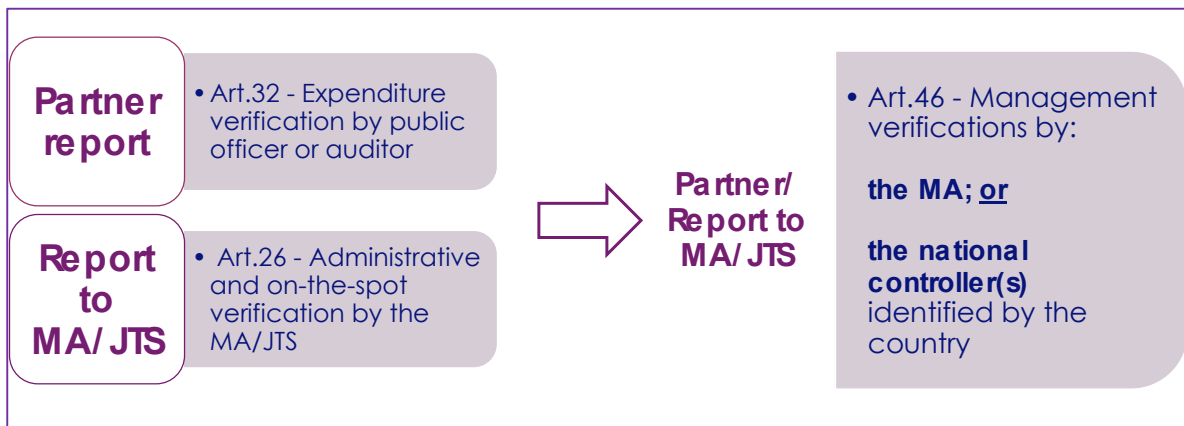 Partner
report
• Art.32 - Expenditure
verification by public
officer or auditor
Report
to
MA/ JTS
• Art.26 - Administrative
and on-the-spot
verification by the
MA/JTS
Partner/
Report to
MA/ JTS
• Art.46 - Management
verifications by:
the MA; or
the national
controller(s)
identified by the
country